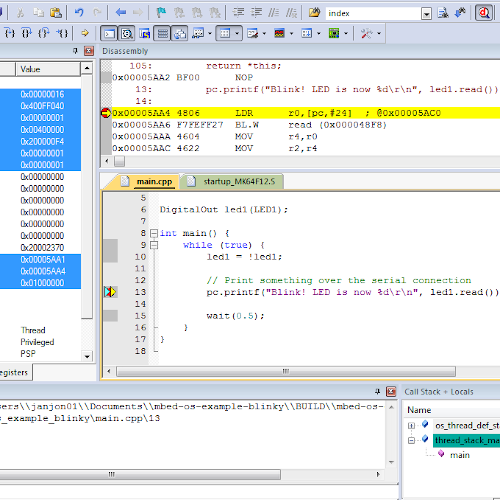 index
Value
Disassembly
0x00000016
0x400FF040
0x00000001
0x00400000
0x200000F4
0x00000001
0x00000001
0x00000000
0x00000000
0x00000000
0x00000000
0x00000000
0x00000000
0x20002370
0x00005AA1
0x00005AA4
0x01000000
Thread
Privileged
PSP
egisters
105: return *this;
0x00005AA2 BF00 NOP
13: pc.printf("Blink! LED is now %d\r\n", led1.read())
14:
0x00005AA4 4806 LDR r0,[pc,#24] ; @0x00005AC0
0x00005AA6 F7FEFF27 BL.W read (0x000048F8)
0x00005AAA 4604 MOV r4,r0
0x00005AAC 4622 MOV r2,r4
main.cpp startup_MK64F12.S
5
6 DigitalOut led1(LED1);
7
8 int main() {
9 while (true) {
10 led1 = !led1;
11
12 // Print something over the serial connection
13 pc.printf("Blink! LED is now %d\r\n", led1.read())
14
15 wait(0.5);
16 }
17 }
18
sers\\janjon01\\Documents\\mbed-os-example-blinky\\BUILD\\mbed-os-
s_example_blinky\main.cpp\13
Call Stack + Locals
Name
os_thread_def_st
thread_stack_ma
main